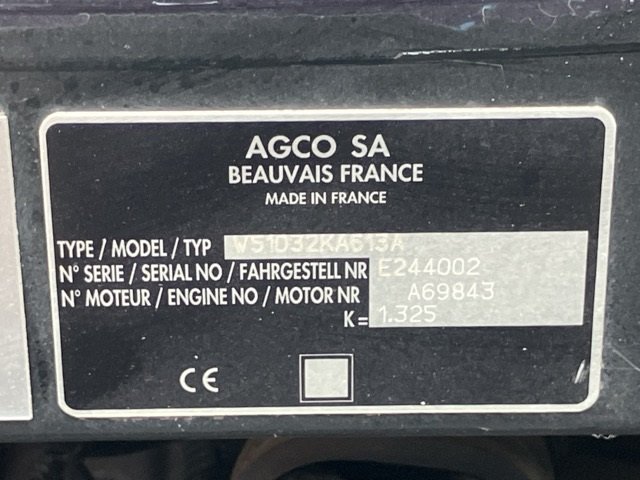 AGCO SA
BEAUVAIS FRANCE
MADE IN FRANCE
TYPE / MODEL / TYP V51D32KA613A
N° SERIE / SERIAL NO / FAHRGESTELL NR E244002
N° MOTEUR / ENGINE NO / MOTOR NR A69843
K = 1.325
CE